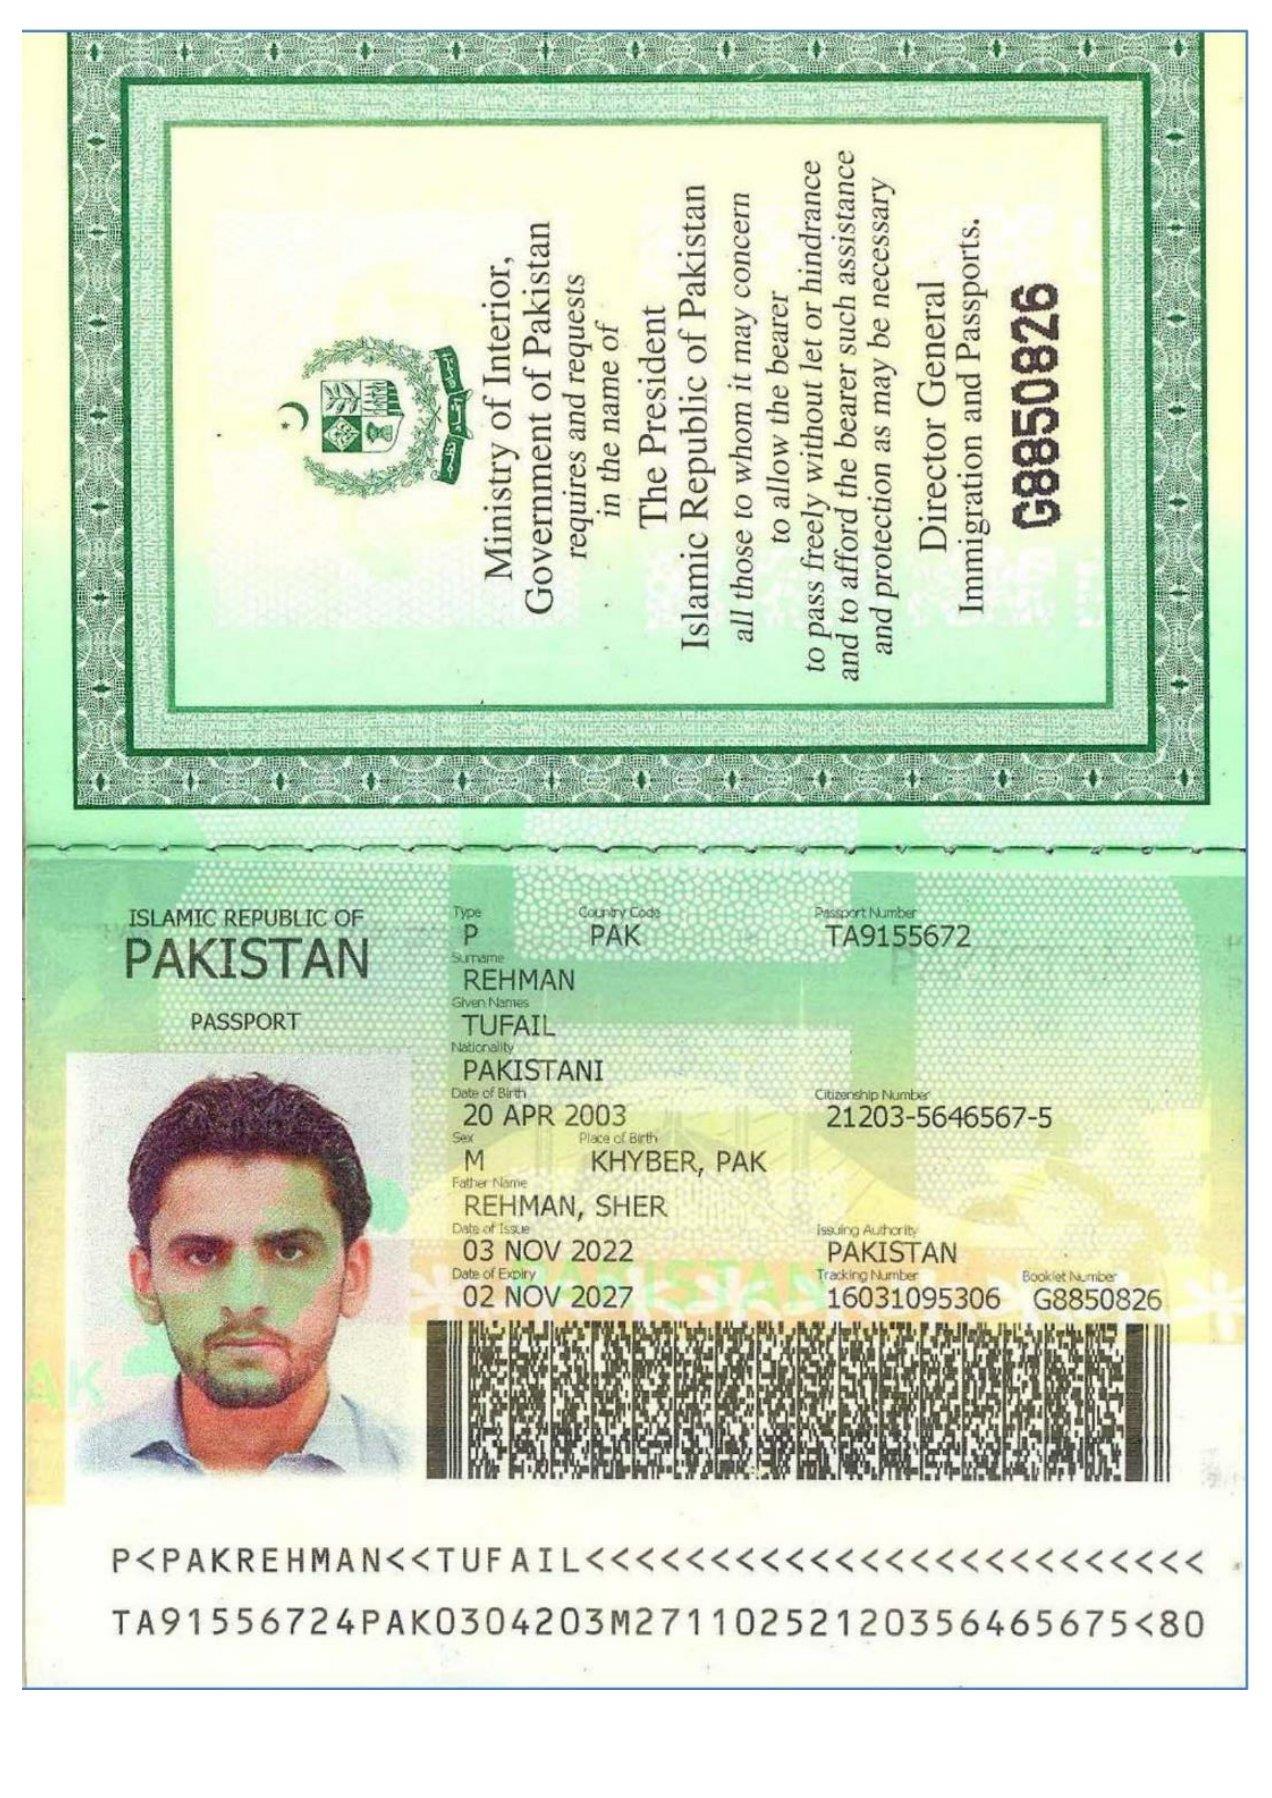 Ministry of Interior,
Government of Pakistan
requires and requests
in the name of
The President
Islamic Republic of Pakistan
all those to whom it may concern
to allow the bearer
to pass freely without let or hindrance
and to afford the bearer such assistance
and protection as may be necessary
Director General
Immigration and Passports.
G8850826
ISLAMIC REPUBLIC OF
PAKISTAN
PASSPORT
Type Country Code Passport Number
P PAK TA9155672
Surname
REHMAN
Given Names
TUFAIL
Nationality
PAKISTANI
Date of Birth Citizenship Number
20 APR 2003 21203-5646567-5
Sex Place of Birth
M KHYBER, PAK
Father Name
REHMAN, SHER
Date of Issue Issuing Authority
03 NOV 2022 PAKISTAN
Date of Expiry Tracking Number Booklet Number
02 NOV 2027 16031095306 G8850826
P<PAKREHMAN<<TUFAIL<<<<<<<<<<<<<<<<<<<<<<<<<
TA91556724PAK0304203M27110252120356465675<80